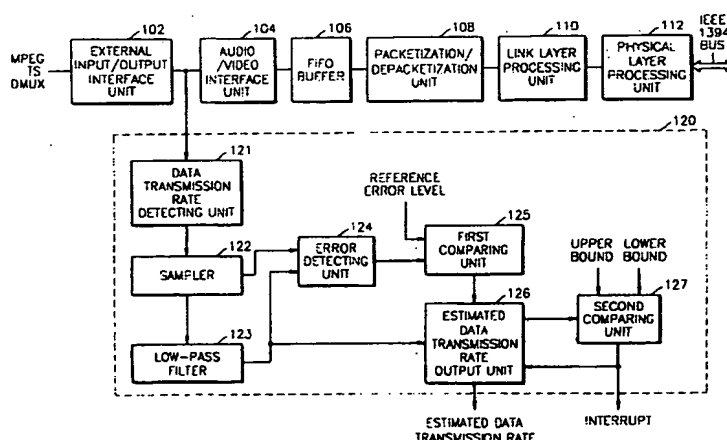 102
EXTERNAL
INPUT/OUTPUT
INTERFACE
UNIT
104
AUDIO
/VIDEO
INTERFACE
UNIT
106
FIFO
BUFFER
108
PACKETIZATION/
DEPACKETIZATION
UNIT
110
LINK LAYER
PROCESSING
UNIT
112
PHYSICAL
LAYER
PROCESSING
UNIT
IEEE
1394
BUS
MPEG
TS
DMUX
120
121
DATA
TRANSMISSION
RATE
DETECTING UNIT
122
SAMPLER
123
LOW-PASS
FILTER
124
ERROR
DETECTING
UNIT
REFERENCE
ERROR LEVEL
125
FIRST
COMPARING
UNIT
126
ESTIMATED
DATA
TRANSMISSION
RATE
OUTPUT UNIT
UPPER
BOUND
LOWER
BOUND
127
SECOND
COMPARING
UNIT
ESTIMATED DATA
TRANSMISSION RATE
INTERRUPT